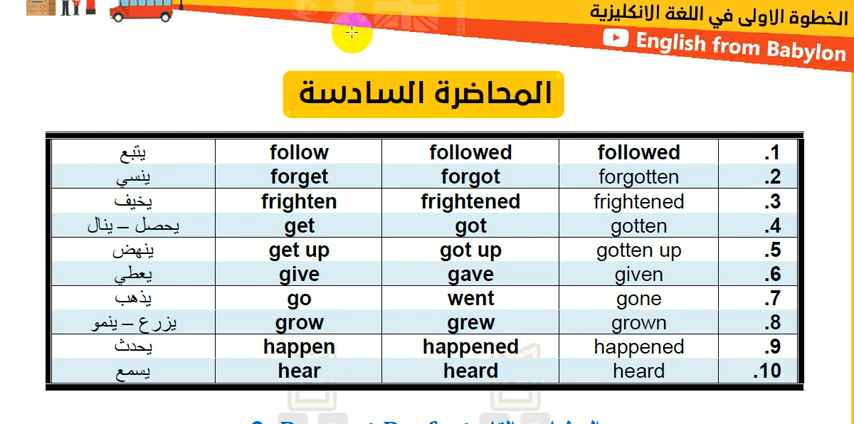 الخطوة الاولى في اللغة الانكليزية
English from Babylon
المحاضرة السادسة
.1 followed followed follow يتبع
.2 forgotten forgot forget ينسي
.3 frightened frightened frighten يخيف
.4 gotten got get يحصل – ينال
.5 gotten up got up get up ينهض
.6 given gave give يعطي
.7 gone went go يذهب
.8 grown grew grow يزرع – ينمو
.9 happened happened happen يحدث
.10 heard heard hear يسمع